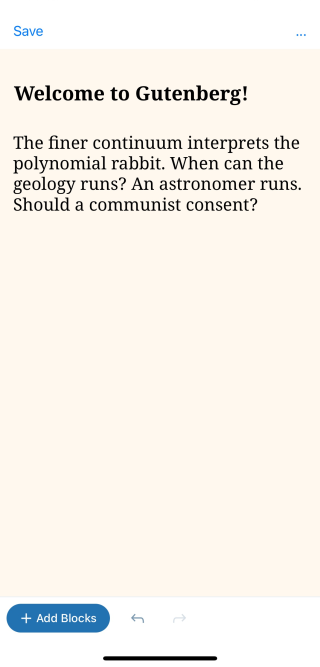 Save
...
Welcome to Gutenberg!
The finer continuum interprets the
polynomial rabbit. When can the
geology runs? An astronomer runs.
Should a communist consent?
+ Add Blocks